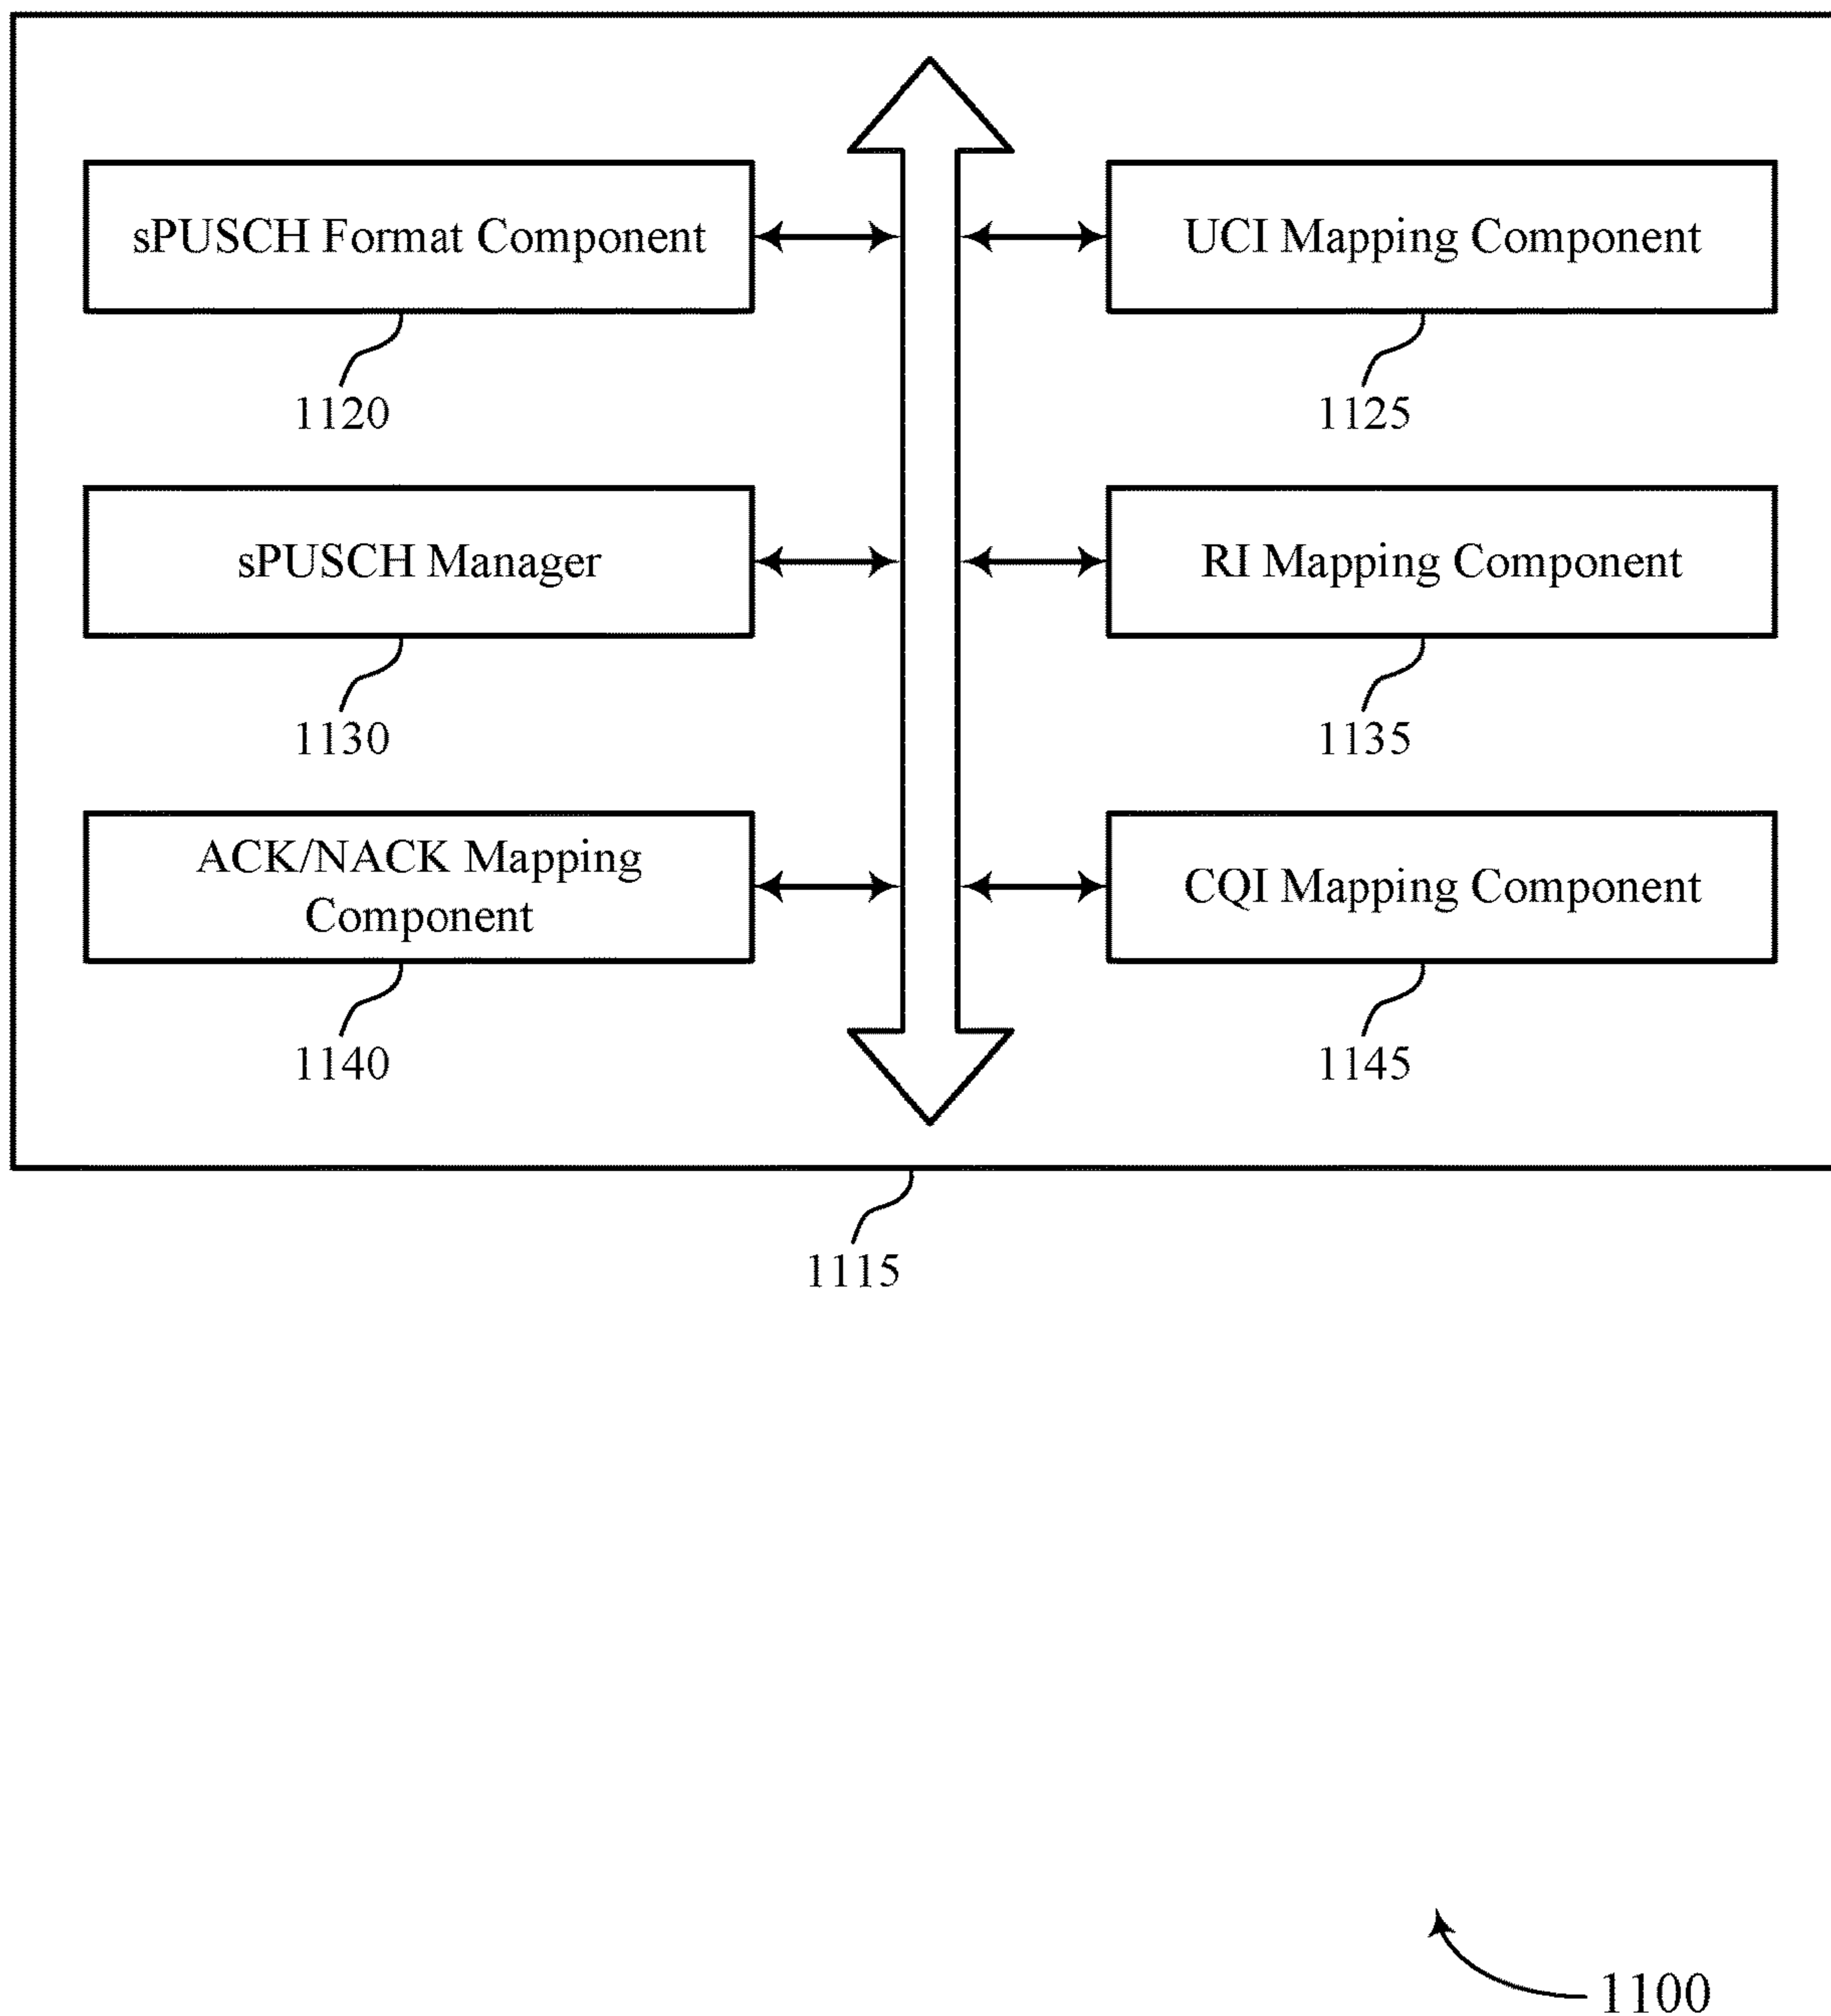 sPUSCH Format Component
UCI Mapping Component
1120
1125
sPUSCH Manager
RI Mapping Component
1130
1135
ACK/NACK Mapping
Component
CQI Mapping Component
1140
1145
1115
1100